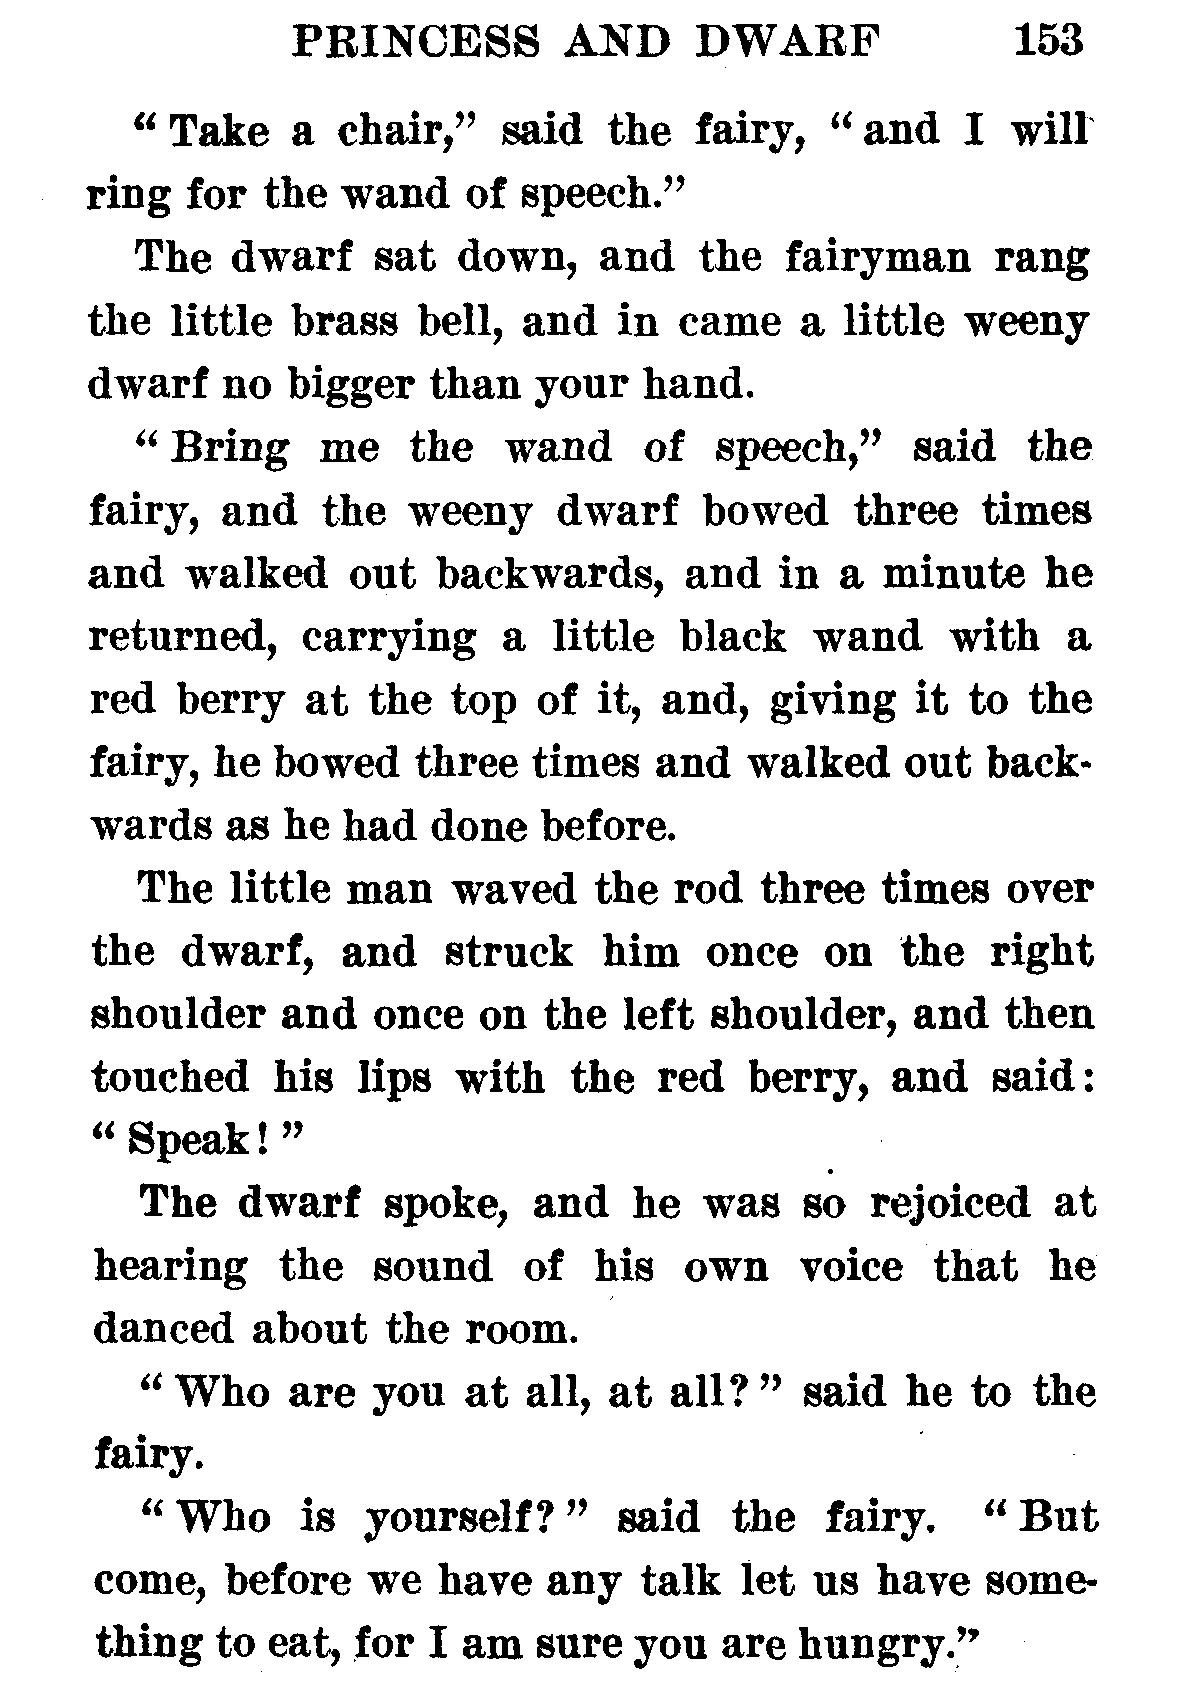 PRINCESS AND DWARF 153
“ Take a chair,” said the fairy, “ and I will
ring for the wand of speech.”
The dwarf sat down, and the fairyman rang
the little brass bell, and in came a little weeny
dwarf no bigger than your hand.
“ Bring me the wand of speech,” said the
fairy, and the weeny dwarf bowed three times
and walked out backwards, and in a minute he
returned, carrying a little black wand with a
red berry at the top of it, and, giving it to the
fairy, he bowed three times and walked out back-
wards as he had done before.
The little man waved the rod three times over
the dwarf, and struck him once on the right
shoulder and once on the left shoulder, and then
touched his lips with the red berry, and said:
“ Speak! ”
The dwarf spoke, and he was so rejoiced at
hearing the sound of his own voice that he
danced about the room.
“ Who are you at all, at all? ” said he to the
fairy.
“ Who is yourself? ” said the fairy. “ But
come, before we have any talk let us have some-
thing to eat, for I am sure you are hungry.”